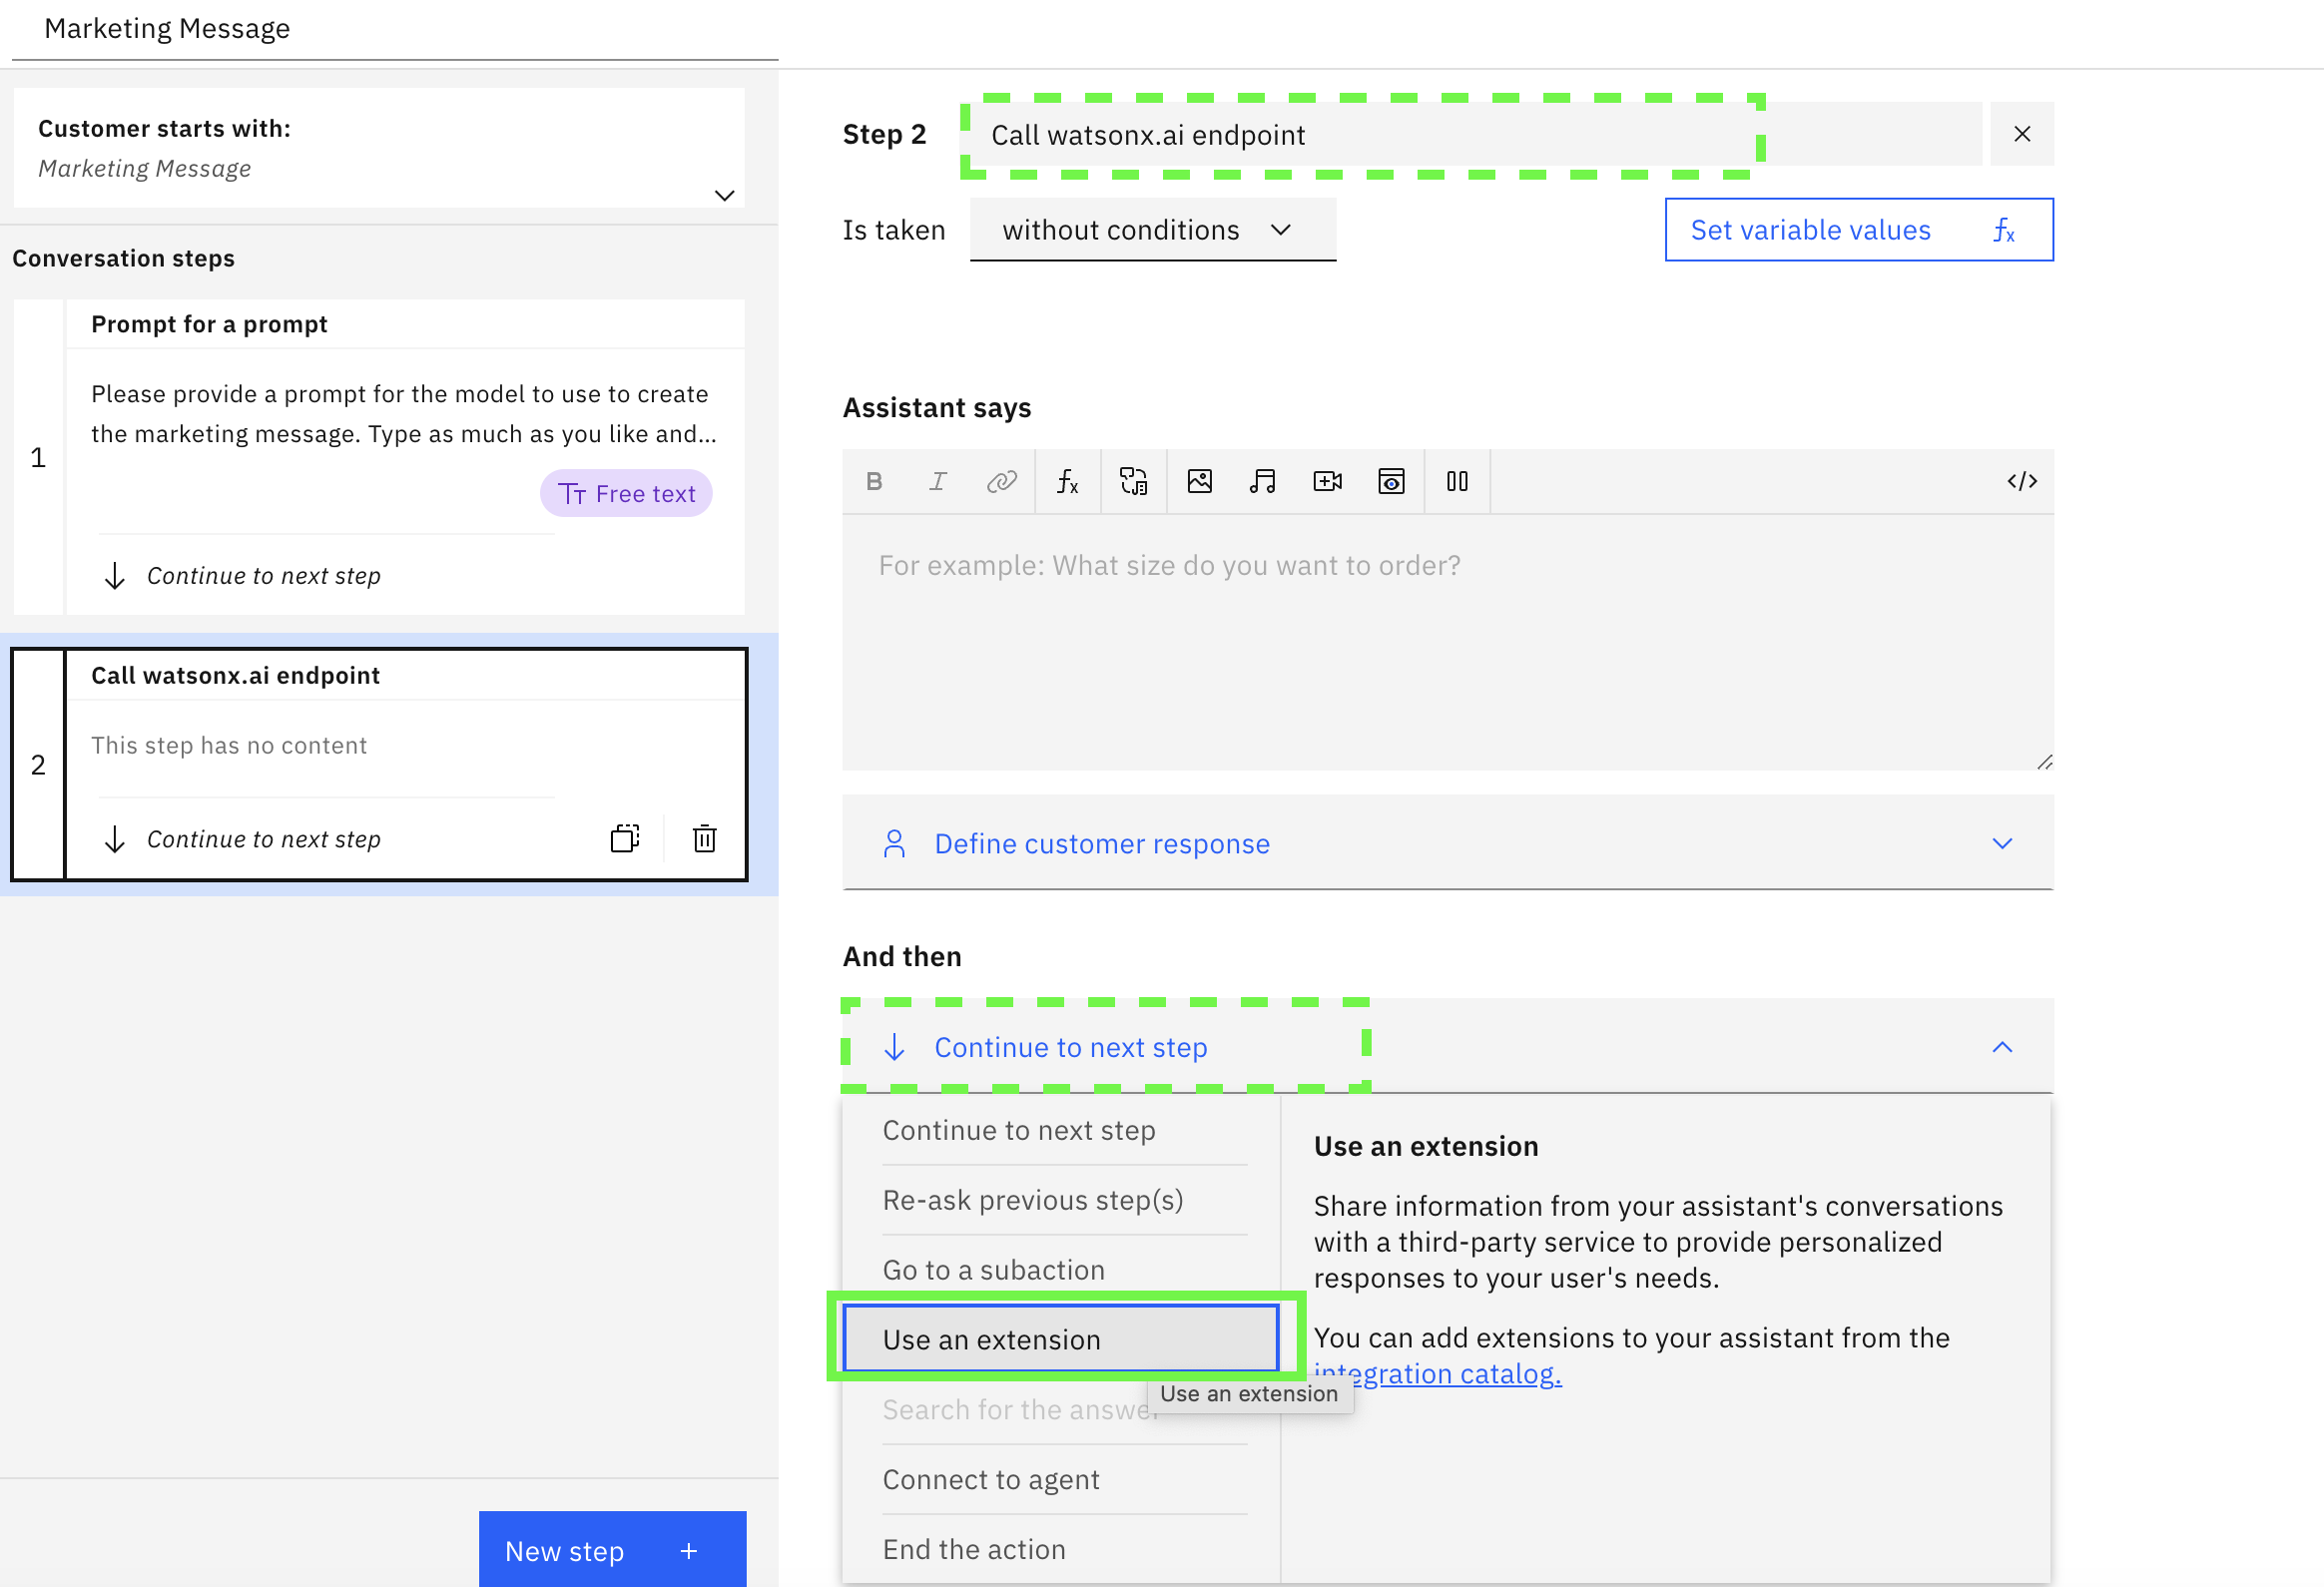 Marketing Message
Customer starts with:
Marketing Message
Conversation steps
1
Prompt for a prompt
Please provide a prompt for the model to use to create
the marketing message. Type as much as you like and...
Free text
Continue to next step
2
Call watsonx.ai endpoint
This step has no content
Continue to next step
New step +
Step 2
Call watsonx.ai endpoint
Is taken
without conditions
Set variable values
Assistant says
For example: What size do you want to order?
Define customer response
And then
Continue to next step
Continue to next step
Re-ask previous step(s)
Go to a subaction
Use an extension
Search for the answer
Connect to agent
End the action
Use an extension
Share information from your assistant's conversations
with a third-party service to provide personalized
responses to your user's needs.
You can add extensions to your assistant from the
integration catalog.
Use an extension